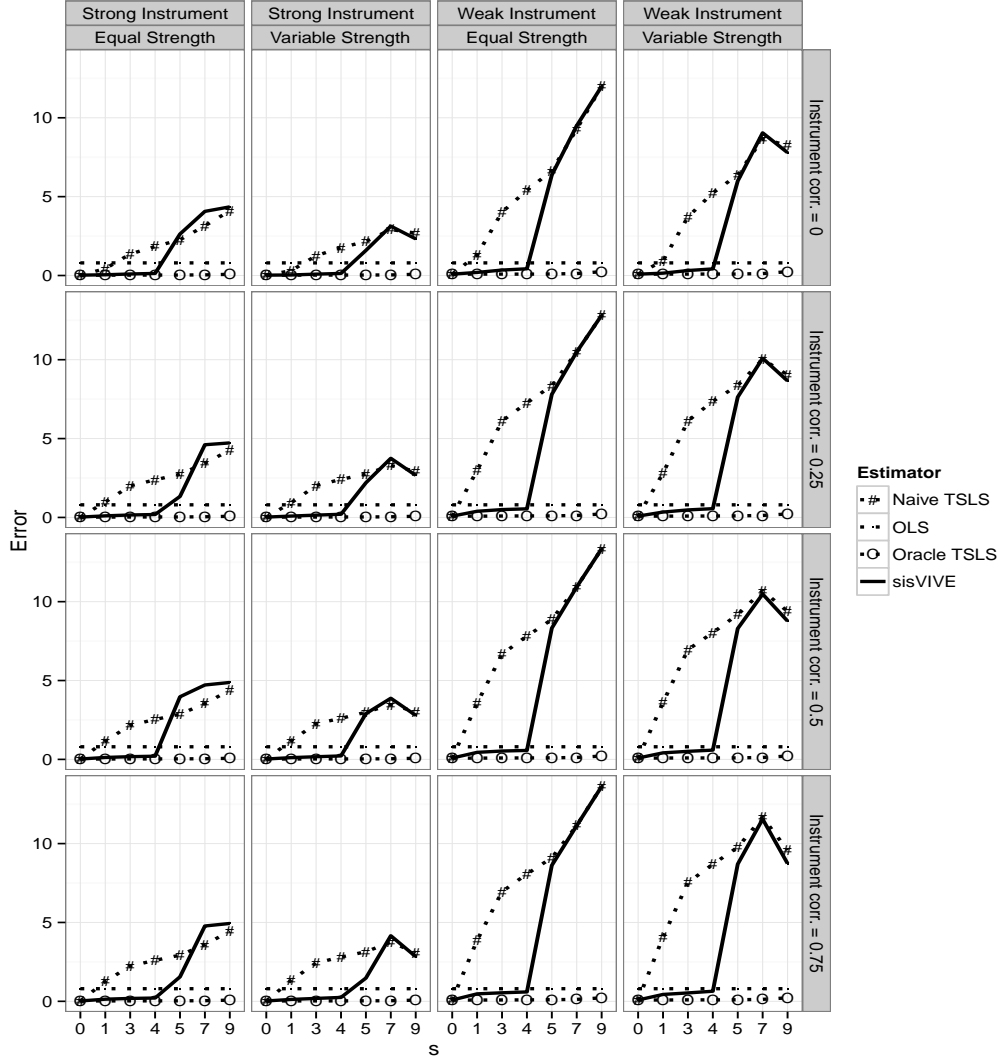 Strong Instrument Strong Instrument Weak Instrument Weak Instrument
Equal Strength Variable Strength Equal Strength Variable Strength
10
5
0
Instrument corr. = 0
10
5
0
Instrument corr. = 0.25
10
5
0
Instrument corr. = 0.5
10
5
0
Instrument corr. = 0.75
Error
0 1 3 4 5 7 9 0 1 3 4 5 7 9 0 1 3 4 5 7 9 0 1 3 4 5 7 9
s
Estimator
# Naive TSLS
OLS
Oracle TSLS
sisVIVE